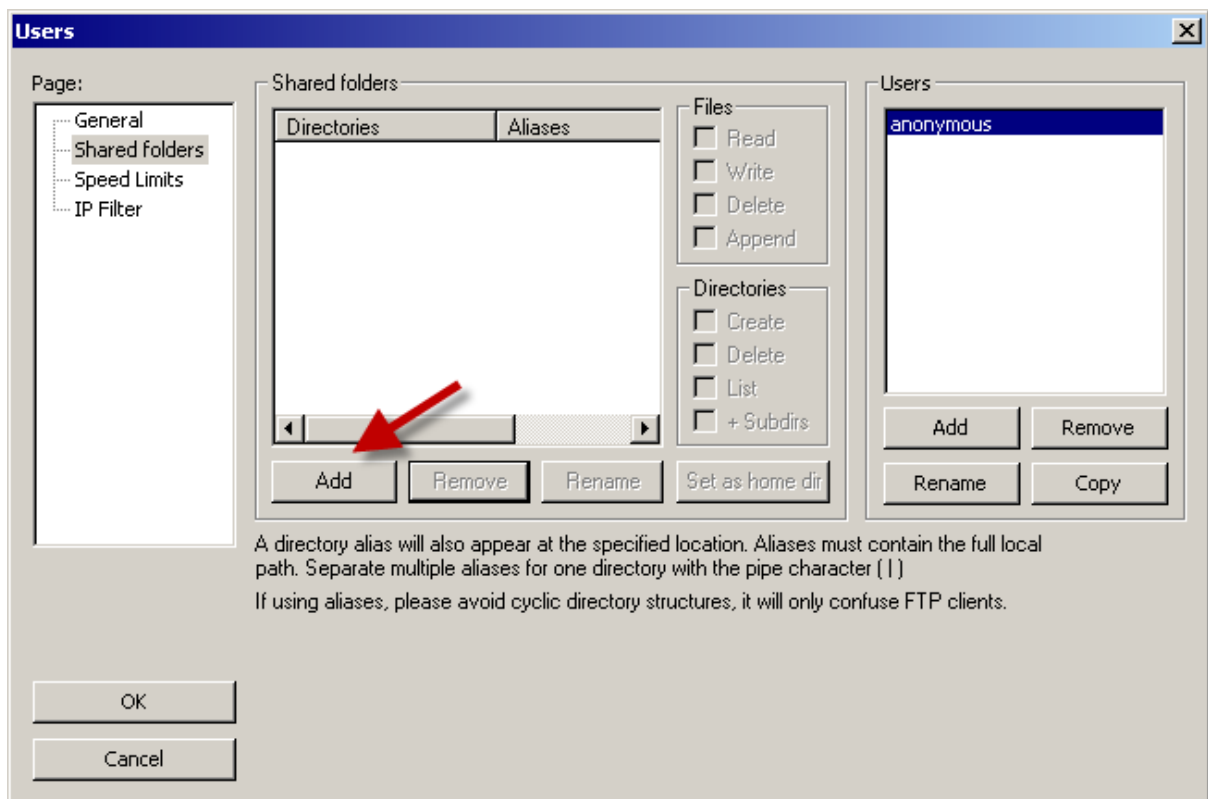 Users
Page:
General
Shared folders
Speed Limits
IP Filter
Shared folders
Directories Aliases
Files
Read
Write
Delete
Append
Directories
Create
Delete
List
+ Subdirs
Add Remove Rename Set as home dir
Users
anonymous
Add Remove
Rename Copy
A directory alias will also appear at the specified location. Aliases must contain the full local
path. Separate multiple aliases for one directory with the pipe character ( | )
If using aliases, please avoid cyclic directory structures, it will only confuse FTP clients.
OK
Cancel